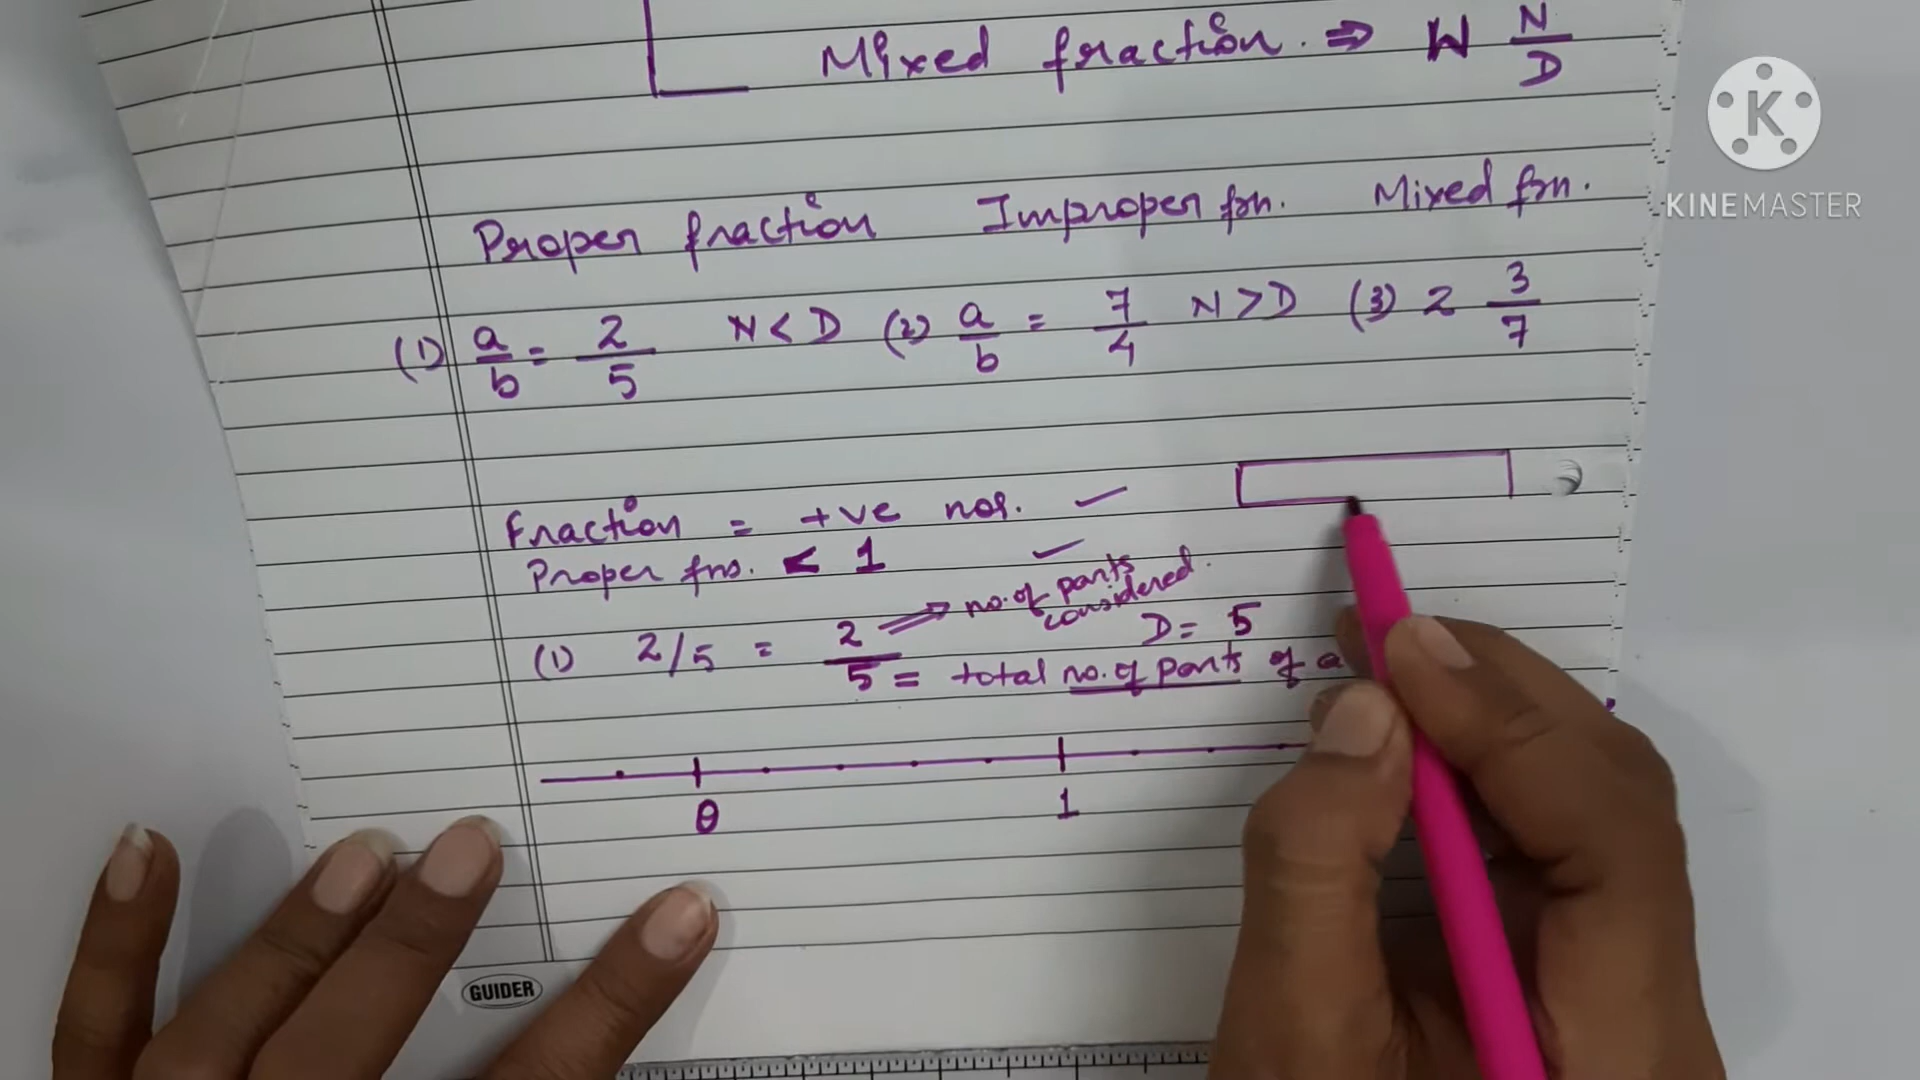 Mixed fraction. ⇒ W N/D
K
KINEMASTER
Proper fraction Improper frn. Mixed frn.
(1) a/b = 2/5 N < D (2) a/b = 7/4 N > D (3) 2 3/7
Fraction = +ve nos. ✓
Proper frns. < 1 ✓
(1) 2/5 = 2/5 ⇒ no. of parts considered.
D = 5
= total no. of parts of a
0 1
GUIDER